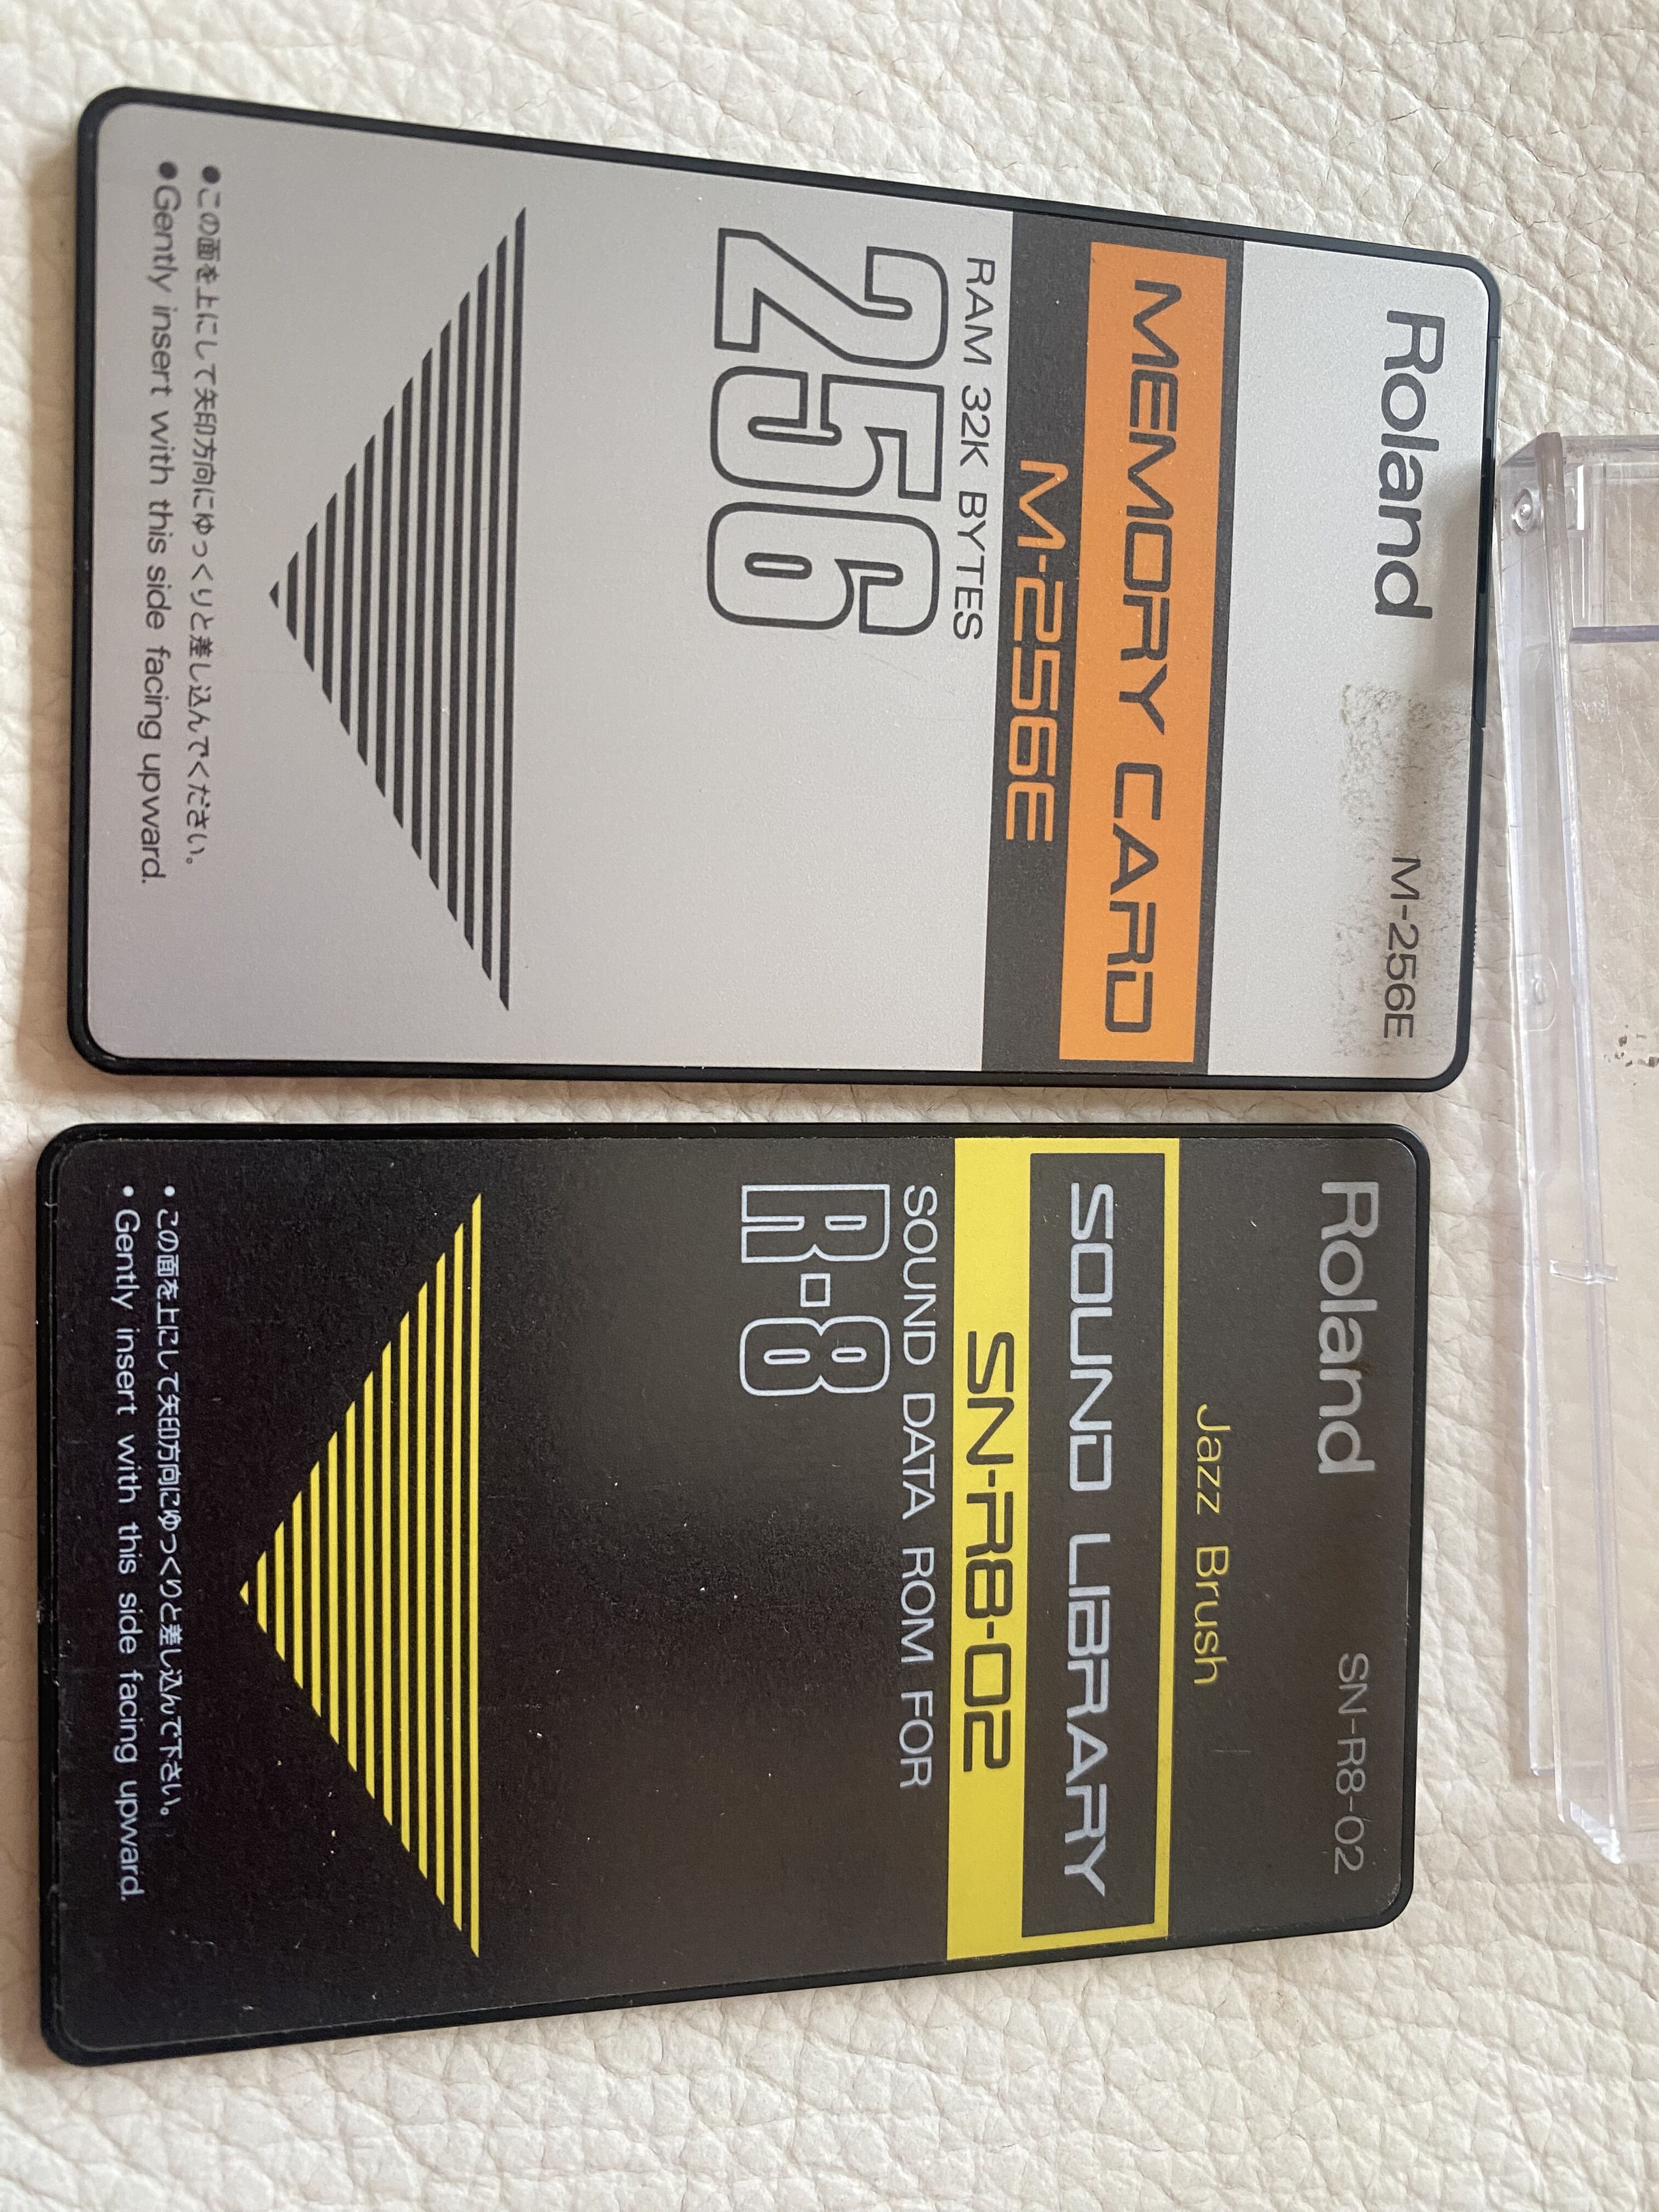 Roland
M-256E
MEMORY CARD
M-256E
RAM 32K BYTES
256
●この面を上にして矢印方向にゆっくりと差し込んでください。
●Gently insert with this side facing upward.
Roland
SN-R8-02
Jazz Brush
SOUND LIBRARY
SN-R8-02
SOUND DATA ROM FOR
R-8
•この面を上にして矢印方向にゆっくりと差し込んで下さい。
•Gently insert with this side facing upward.